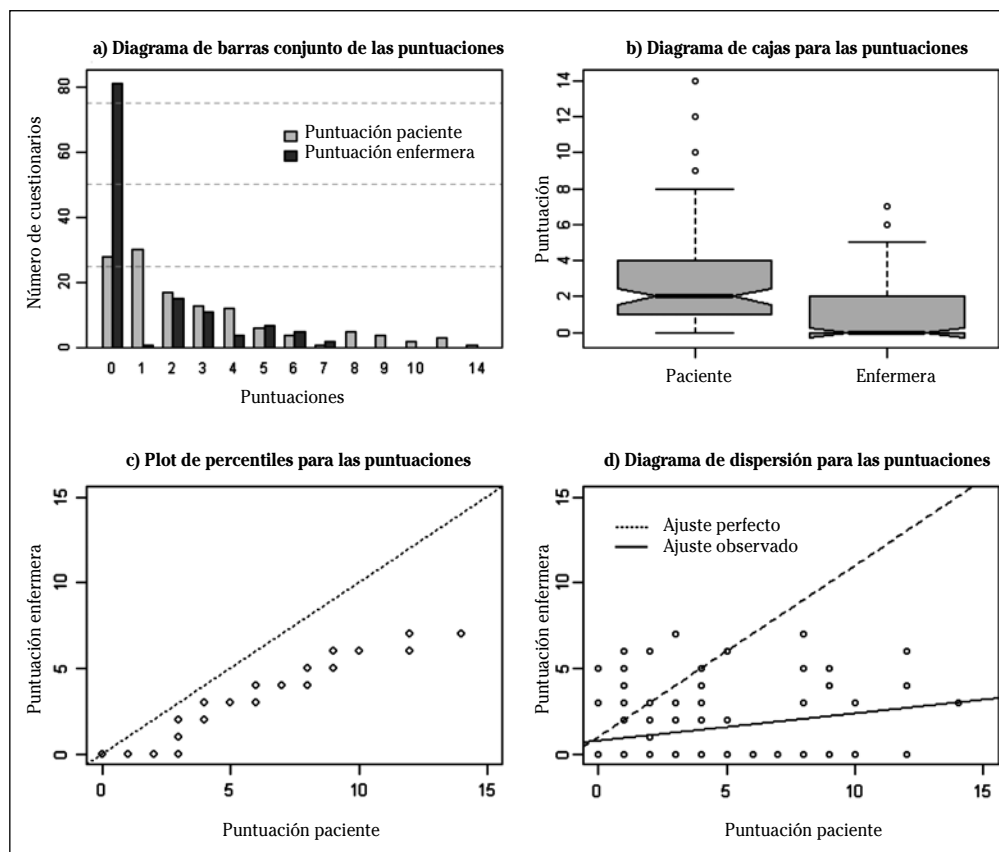 a) Diagrama de barras conjunto de las puntuaciones
Número de cuestionarios
80
60
40
20
0
Puntuación paciente
Puntuación enfermera
0 1 2 3 4 5 6 7 8 9 10 14
Puntuaciones
b) Diagrama de cajas para las puntuaciones
Puntuación
14
12
10
8
6
4
2
0
Paciente Enfermera
c) Plot de percentiles para las puntuaciones
Puntuación enfermera
15
10
5
0
0 5 10 15
Puntuación paciente
d) Diagrama de dispersión para las puntuaciones
Puntuación enfermera
15
10
5
0
Ajuste perfecto
Ajuste observado
0 5 10 15
Puntuación paciente